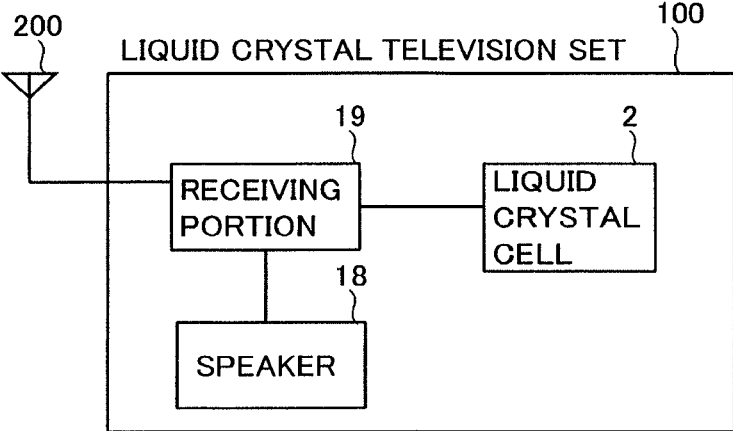 200
LIQUID CRYSTAL TELEVISION SET
100
19
2
RECEIVING
PORTION
LIQUID
CRYSTAL
CELL
18
SPEAKER